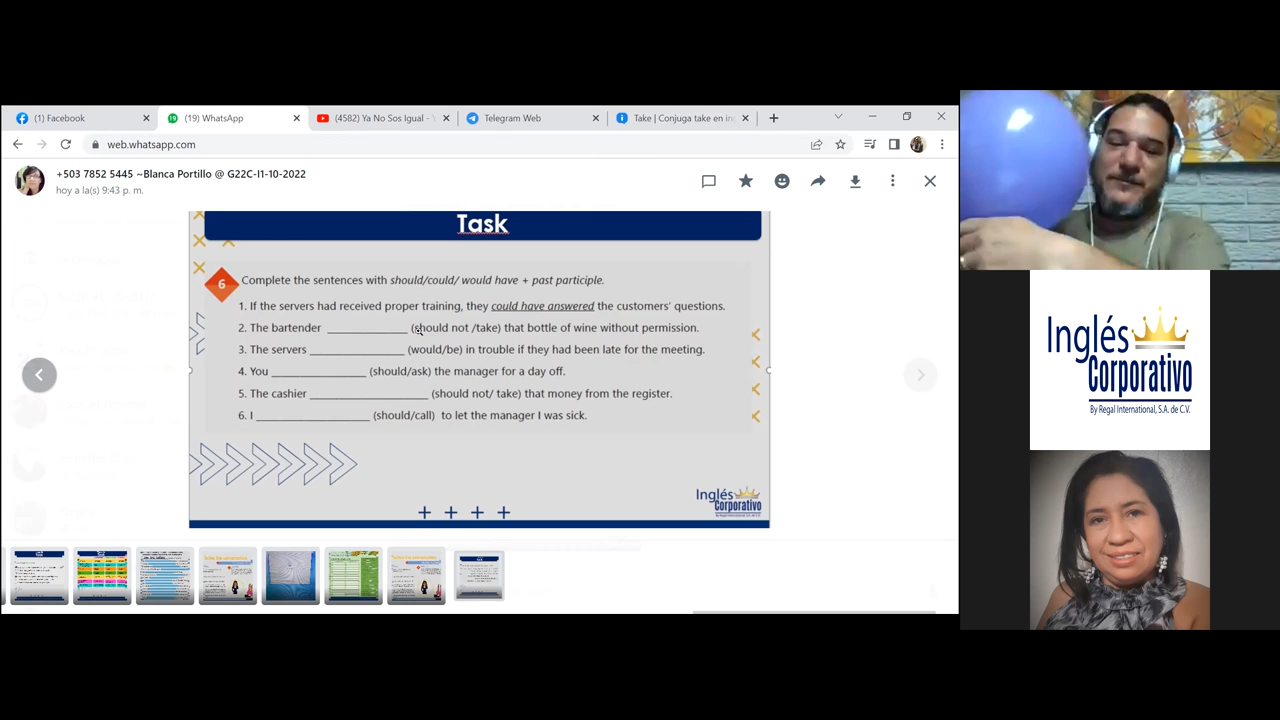 (1) Facebook
(19) WhatsApp
(4582) Ya No Sos Igual -
Telegram Web
Take | Conjuga take en in
web.whatsapp.com
+503 7852 5445 ~Blanca Portillo @ G22C-I1-10-2022
hoy a la(s) 9:43 p. m.
Task
6
Complete the sentences with should/could/ would have + past participle.
1. If the servers had received proper training, they could have answered the customers' questions.
2. The bartender ______________ (should not /take) that bottle of wine without permission.
3. The servers _________________ (would/be) in trouble if they had been late for the meeting.
4. You _________________ (should/ask) the manager for a day off.
5. The cashier _____________________ (should not/ take) that money from the register.
6. I ____________________ (should/call) to let the manager I was sick.
Inglés
Corporativo
Inglés
Corporativo
By Regal International, S.A. de C.V.